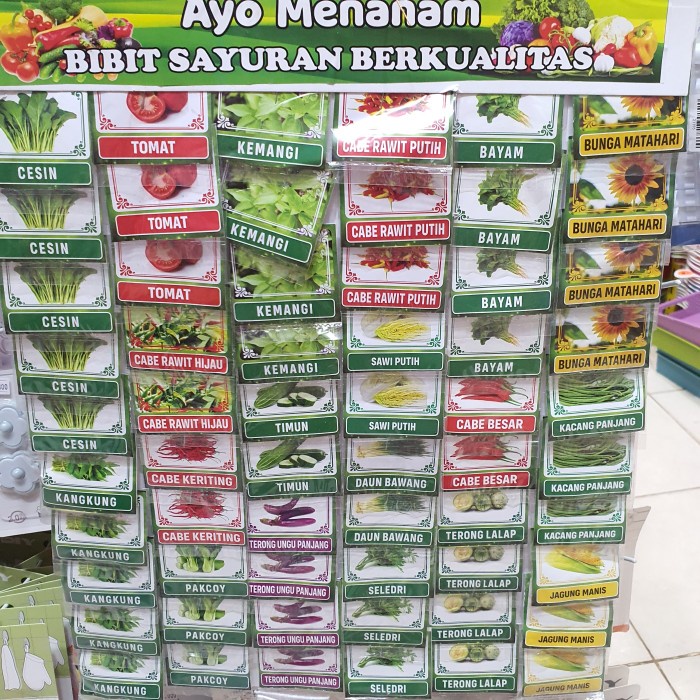 Ayo Menanam
BIBIT SAYURAN BERKUALITAS
CESIN
TOMAT
KEMANGI
CABE RAWIT PUTIH
BAYAM
BUNGA MATAHARI
CESIN
TOMAT
KEMANGI
CABE RAWIT PUTIH
BAYAM
BUNGA MATAHARI
CESIN
TOMAT
KEMANGI
CABE RAWIT PUTIH
BAYAM
BUNGA MATAHARI
CESIN
CABE RAWIT HIJAU
KEMANGI
SAWI PUTIH
BAYAM
BUNGA MATAHARI
CESIN
CABE RAWIT HIJAU
TIMUN
SAWI PUTIH
CABE BESAR
KACANG PANJANG
KANGKUNG
CABE KERITING
TIMUN
DAUN BAWANG
CABE BESAR
KACANG PANJANG
KANGKUNG
CABE KERITING
TERONG UNGU PANJANG
DAUN BAWANG
TERONG LALAP
KACANG PANJANG
KANGKUNG
PAKCOY
TERONG UNGU PANJANG
SELEDRI
TERONG LALAP
JAGUNG MANIS
KANGKUNG
PAKCOY
TERONG UNGU PANJANG
SELEDRI
TERONG LALAP
JAGUNG MANIS
KANGKUNG
PAKCOY
TERONG UNGU PANJANG
SELEDRI
TERONG LALAP
JAGUNG MANIS